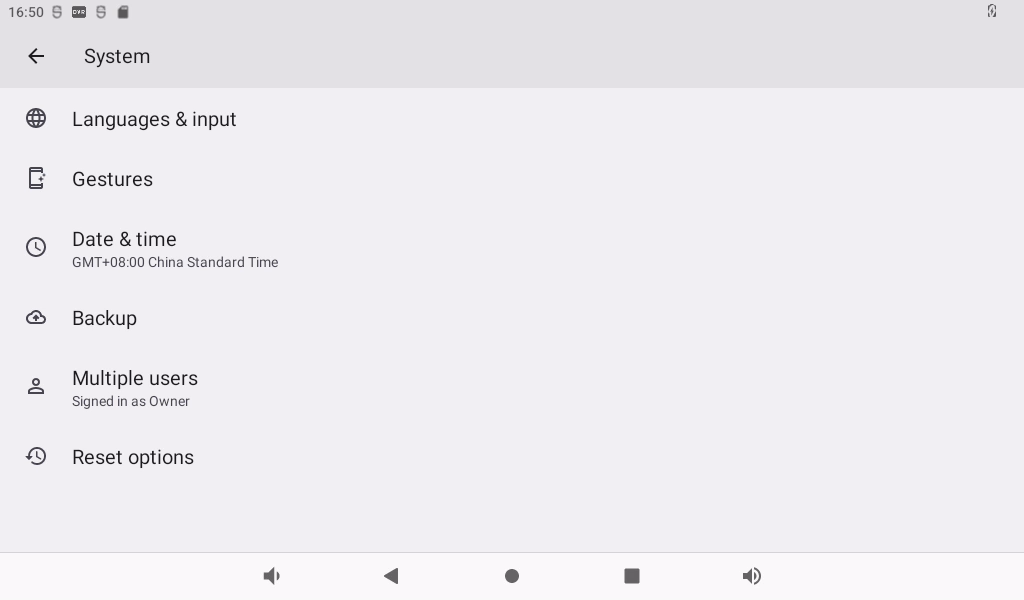 16:50 DVR
System
Languages & input
Gestures
Date & time
GMT+08:00 China Standard Time
Backup
Multiple users
Signed in as Owner
Reset options